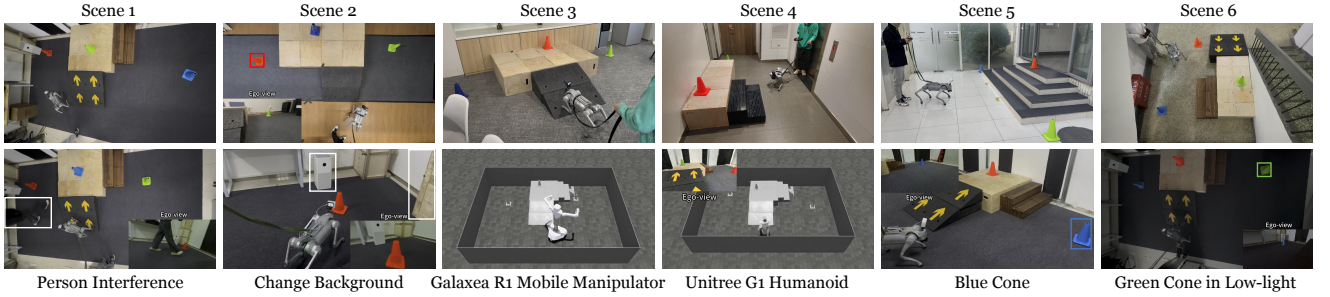 Scene 1
Scene 2
Scene 3
Scene 4
Scene 5
Scene 6
Ego-view
Ego-view
Ego-view
Ego-view
Ego-view
Ego-view
Person Interference
Change Background
Galaxea R1 Mobile Manipulator
Unitree G1 Humanoid
Blue Cone
Green Cone in Low-light